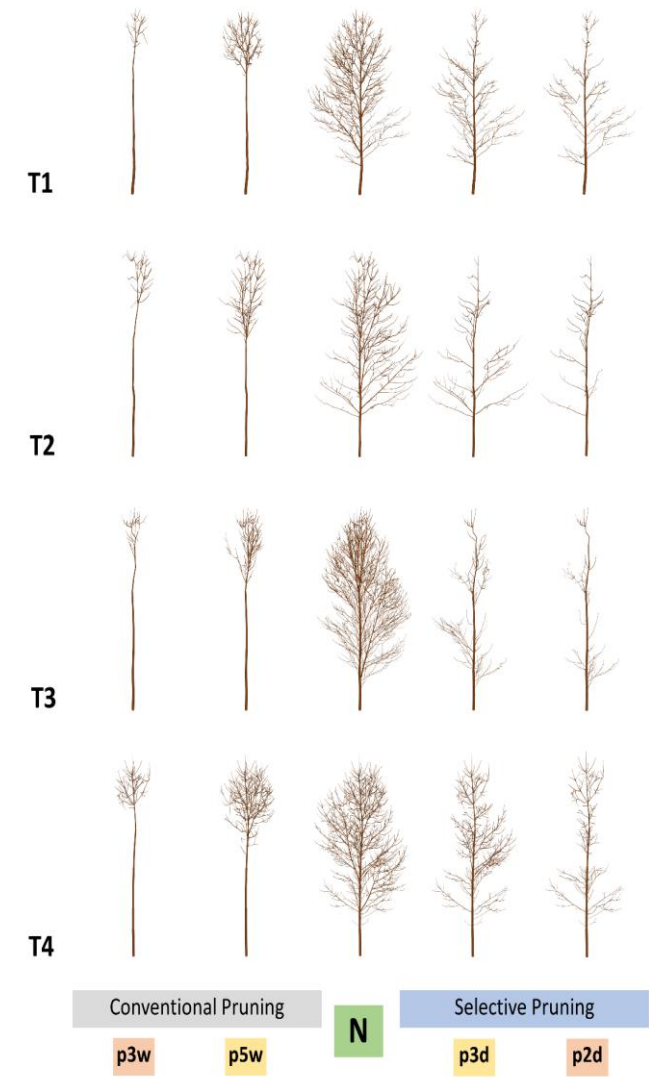 T1
T2
T3
T4
Conventional Pruning
N
Selective Pruning
p3w
p5w
p3d
p2d